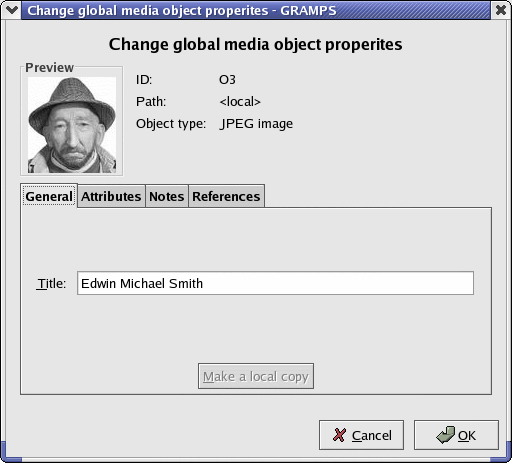 Change global media object properites - GRAMPS
Change global media object properites
Preview
ID: O3
Path: <local>
Object type: JPEG image
General Attributes Notes References
Title: Edwin Michael Smith
Make a local copy
Cancel OK